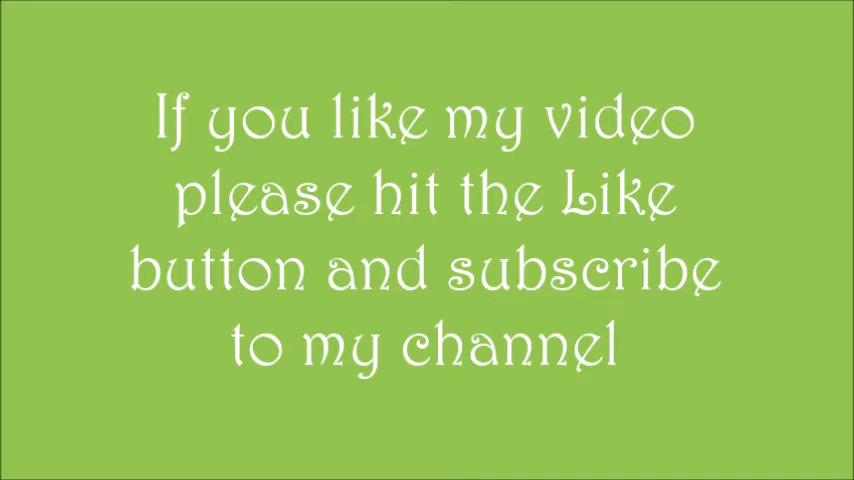 If you like my video
please hit the Like
button and subscribe
to my channel